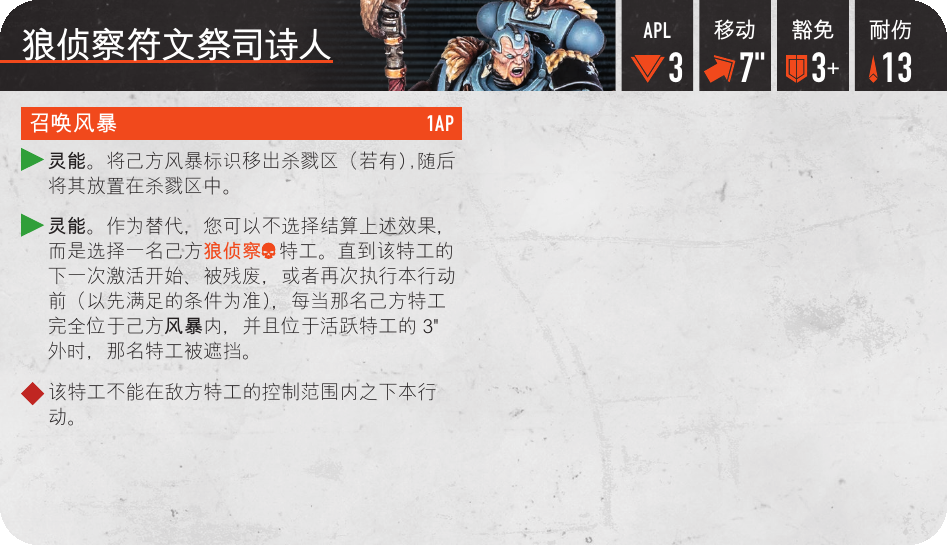 狼侦察符文祭司诗人
APL
3
移动
7"
豁免
3+
耐伤
13
召唤风暴 1AP
灵能。将己方风暴标识移出杀戮区（若有）,随后
将其放置在杀戮区中。
灵能。作为替代，您可以不选择结算上述效果，
而是选择一名己方狼侦察特工。直到该特工的
下一次激活开始、被残废，或者再次执行本行动
前（以先满足的条件为准），每当那名己方特工
完全位于己方风暴内，并且位于活跃特工的 3"
外时，那名特工被遮挡。
该特工不能在敌方特工的控制范围内之下本行
动。